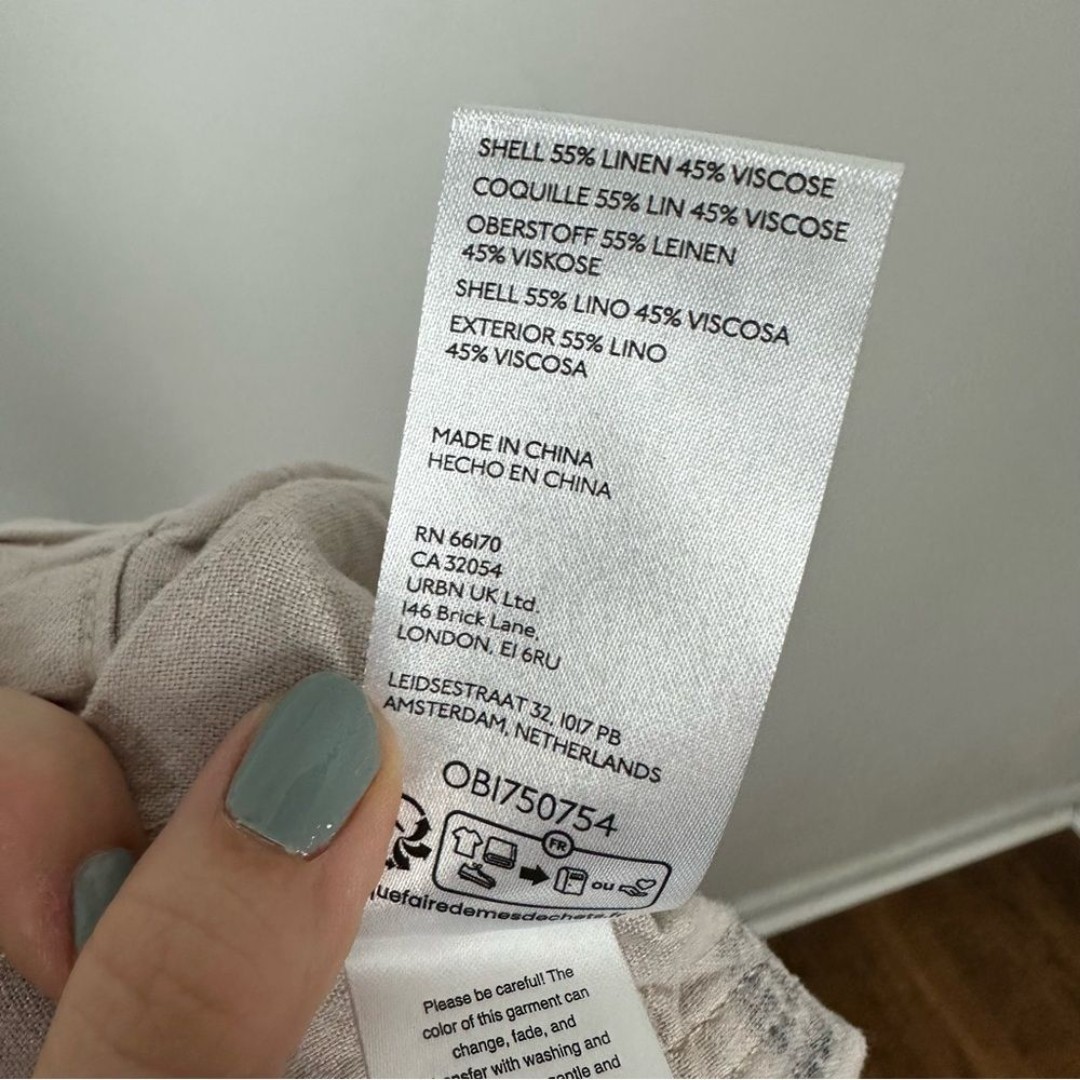 SHELL 55% LINEN 45% VISCOSE
COQUILLE 55% LIN 45% VISCOSE
OBERSTOFF 55% LEINEN
45% VISKOSE
SHELL 55% LINO 45% VISCOSA
EXTERIOR 55% LINO
45% VISCOSA
MADE IN CHINA
HECHO EN CHINA
RN 66170
CA 32054
URBN UK Ltd.
146 Brick Lane,
LONDON, E1 6RU
LEIDSESTRAAT 32, 1017 PB
AMSTERDAM, NETHERLANDS
OB1750754
FR
ou
uefairedemesdechets.fr
Please be careful! The
color of this garment can
change, fade, and
with washing and
and